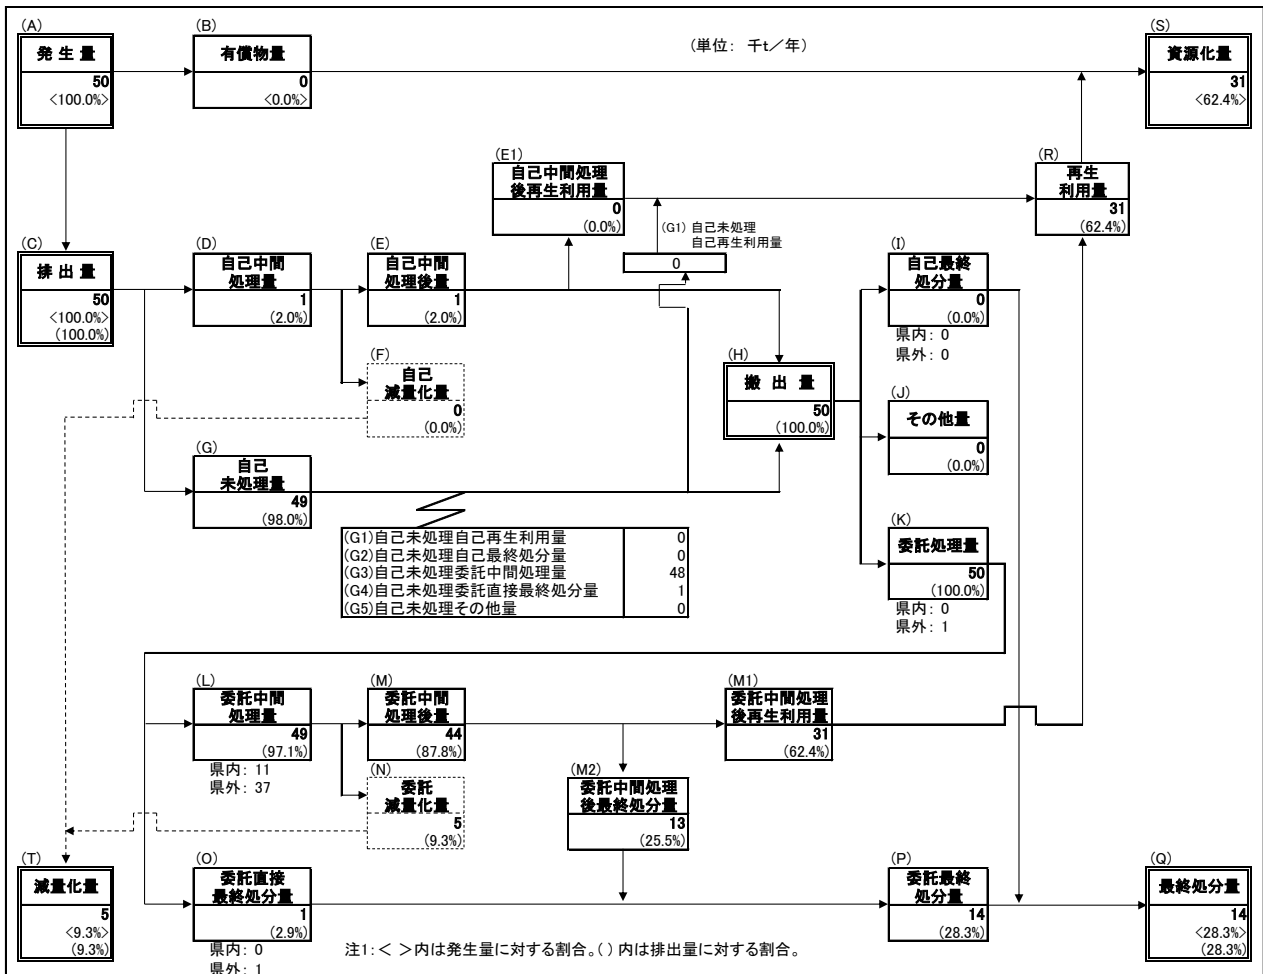 (A)
発 生 量
50
<100.0%>
(B)
有償物量
0
<0.0%>
(単位: 千t/年)
(S)
資源化量
31
<62.4%>
(E1)
自己中間処理
後再生利用量
0
(0.0%)
(R)
再生
利用量
31
(62.4%)
(G1) 自己未処理
自己再生利用量
0
(C)
排 出 量
50
<100.0%>
(100.0%)
(D)
自己中間
処理量
1
(2.0%)
(E)
自己中間
処理後量
1
(2.0%)
(I)
自己最終
処分量
0
(0.0%)
県内: 0
県外: 0
(F)
自己
減量化量
0
(0.0%)
(H)
搬 出 量
50
(100.0%)
(J)
その他量
0
(0.0%)
(G)
自己
未処理量
49
(98.0%)
(G1)自己未処理自己再生利用量 0
(G2)自己未処理自己最終処分量 0
(G3)自己未処理委託中間処理量 48
(G4)自己未処理委託直接最終処分量 1
(G5)自己未処理その他量 0
(K)
委託処理量
50
(100.0%)
県内: 0
県外: 1
(L)
委託中間
処理量
49
(97.1%)
県内: 11
県外: 37
(M)
委託中間
処理後量
44
(87.8%)
(M1)
委託中間処理
後再生利用量
31
(62.4%)
(N)
委託
減量化量
5
(9.3%)
(M2)
委託中間処理
後最終処分量
13
(25.5%)
(T)
減量化量
5
<9.3%>
(9.3%)
(O)
委託直接
最終処分量
1
(2.9%)
県内: 0
県外: 1
(P)
委託最終
処分量
14
(28.3%)
(Q)
最終処分量
14
<28.3%>
(28.3%)
注1:< >内は発生量に対する割合。( )内は排出量に対する割合。